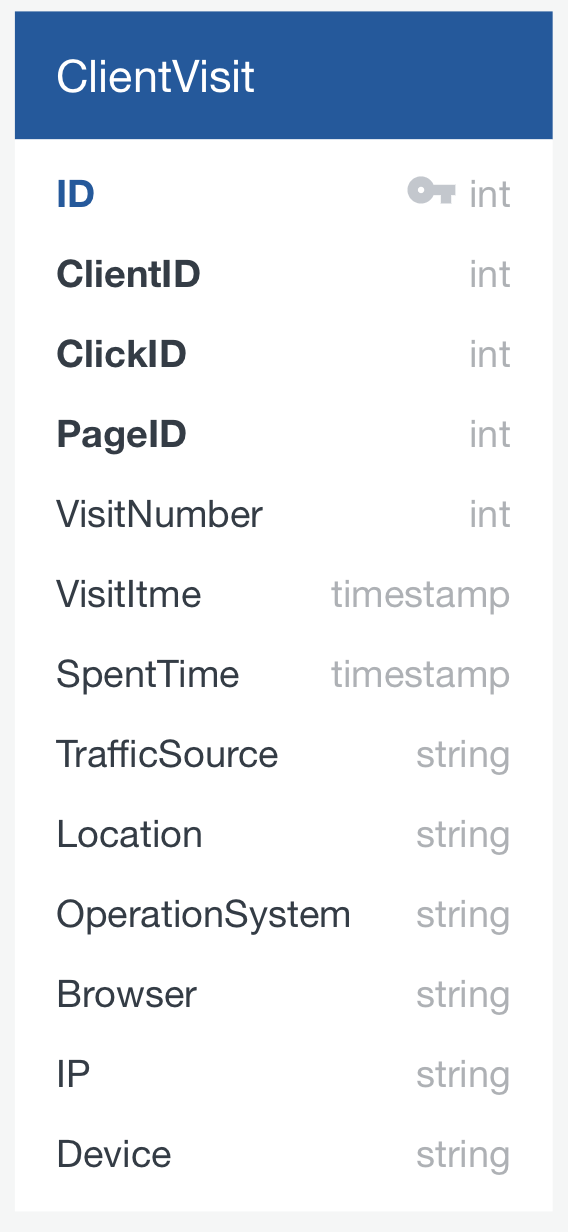 ClientVisit
ID int
ClientID int
ClickID int
PageID int
VisitNumber int
VisitItme timestamp
SpentTime timestamp
TrafficSource string
Location string
OperationSystem string
Browser string
IP string
Device string